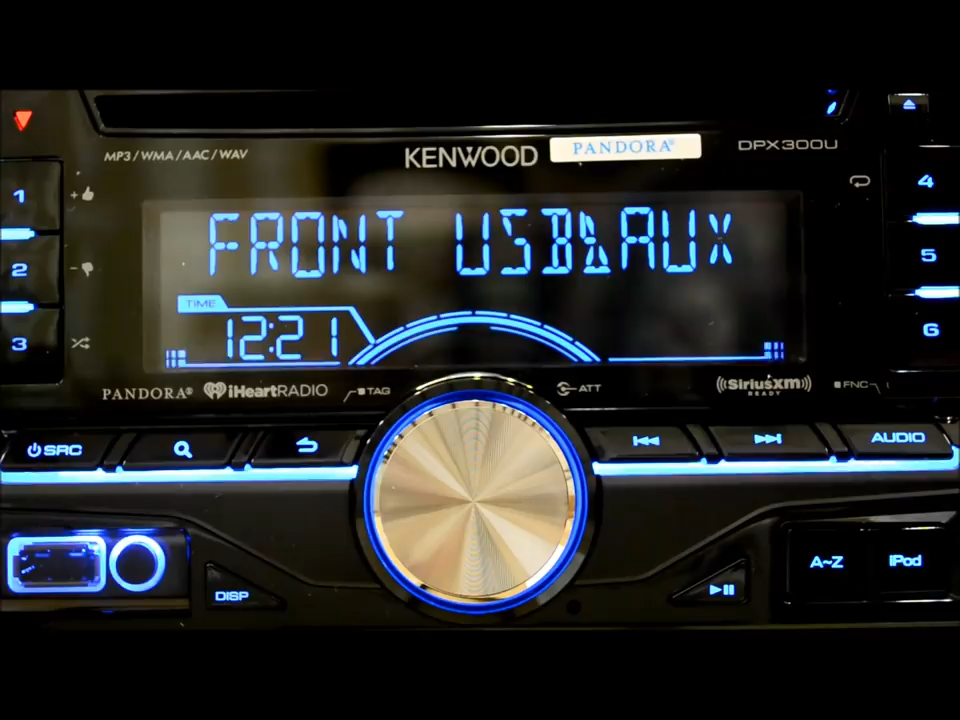 MP3/WMA/AAC/WAV
KENWOOD
PANDORA®
DPX300U
1
2
3
4
5
6
FRONT USB&AUX
TIME
12:21
PANDORA®
iHeartRADIO
TAG
ATT
SiriusXM
READY
FNC
SRC
AUDIO
DISP
A~Z
iPod